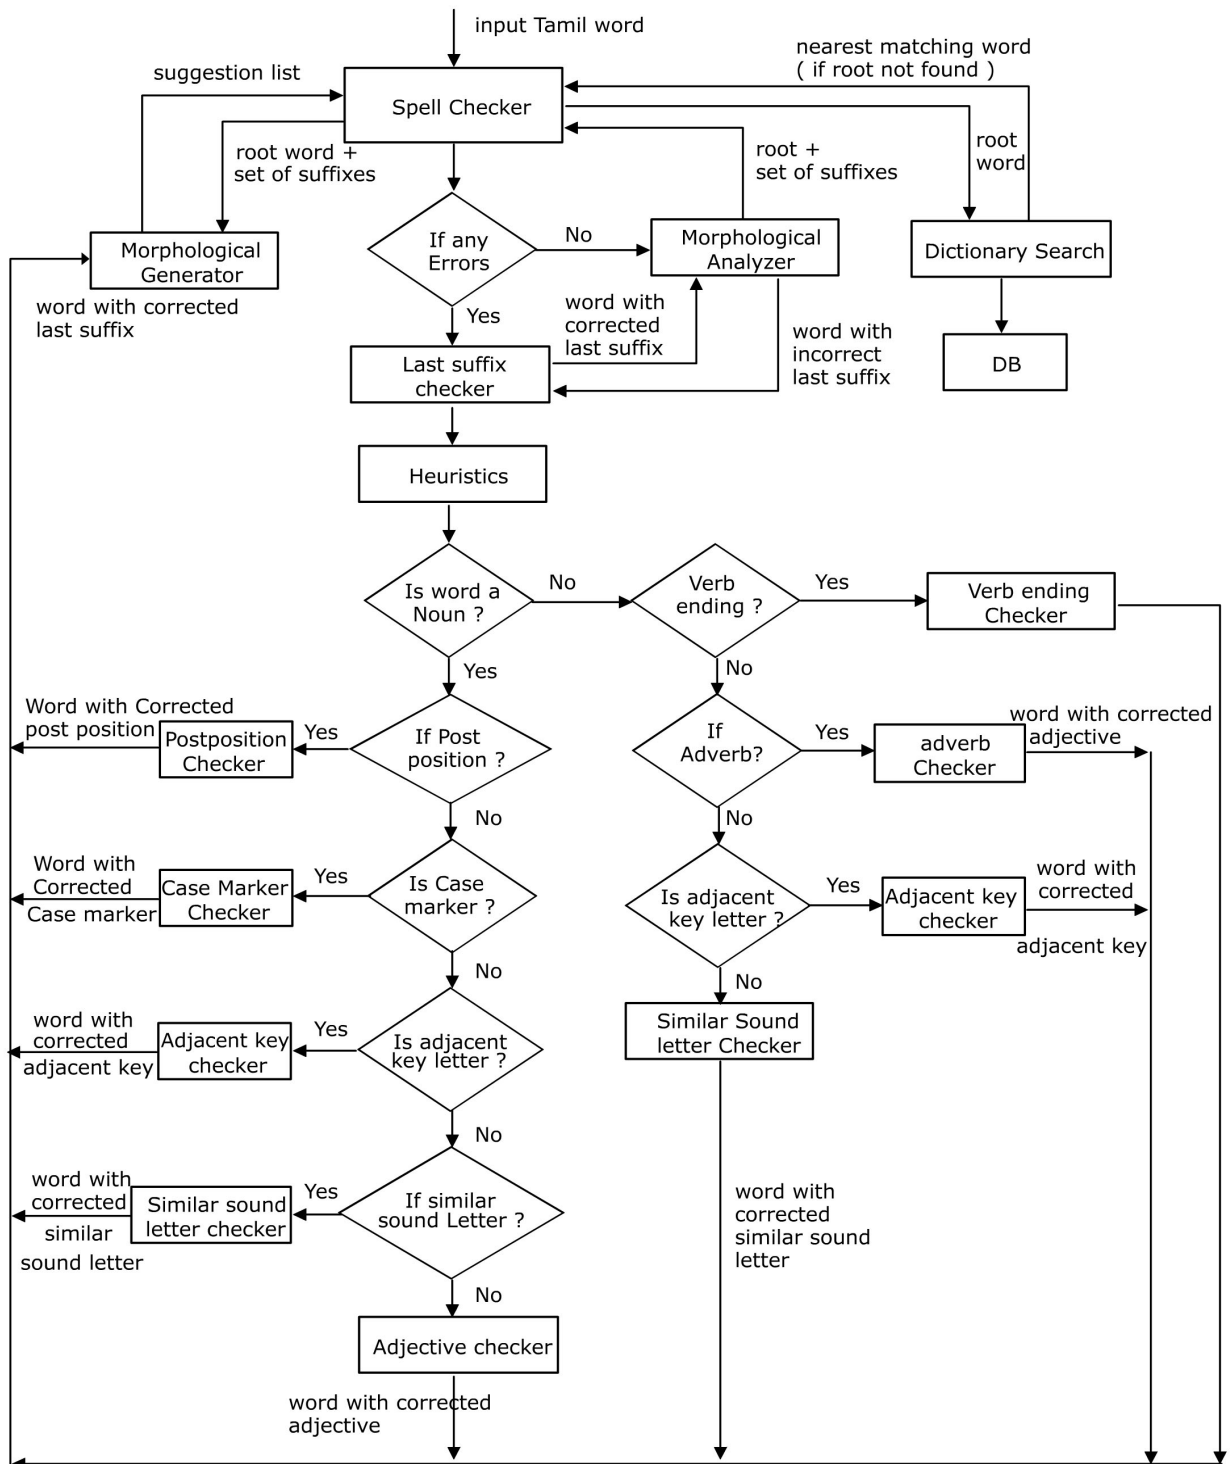 input Tamil word
nearest matching word
( if root not found )
suggestion list
Spell Checker
root word +
set of suffixes
root +
set of suffixes
root
word
Morphological
Generator
If any
Errors
No
Morphological
Analyzer
Dictionary Search
word with corrected
last suffix
Yes
word with
corrected
last suffix
word with
incorrect
last suffix
Last suffix
checker
DB
Heuristics
Is word a
Noun ?
No
Verb
ending ?
Yes
Verb ending
Checker
Yes
No
Word with Corrected
post position
Postposition
Checker
Yes
If Post
position ?
If
Adverb?
Yes
adverb
Checker
word with corrected
adjective
No
No
Word with
Corrected
Case marker
Case Marker
Checker
Yes
Is Case
marker ?
Is adjacent
key letter ?
Yes
Adjacent key
checker
word with
corrected
adjacent key
No
No
word with
corrected
adjacent key
Adjacent key
checker
Yes
Is adjacent
key letter ?
Similar Sound
letter Checker
No
word with
corrected
similar
sound letter
Similar sound
letter checker
Yes
If similar
sound Letter ?
word with
corrected
similar sound
letter
No
Adjective checker
word with corrected
adjective